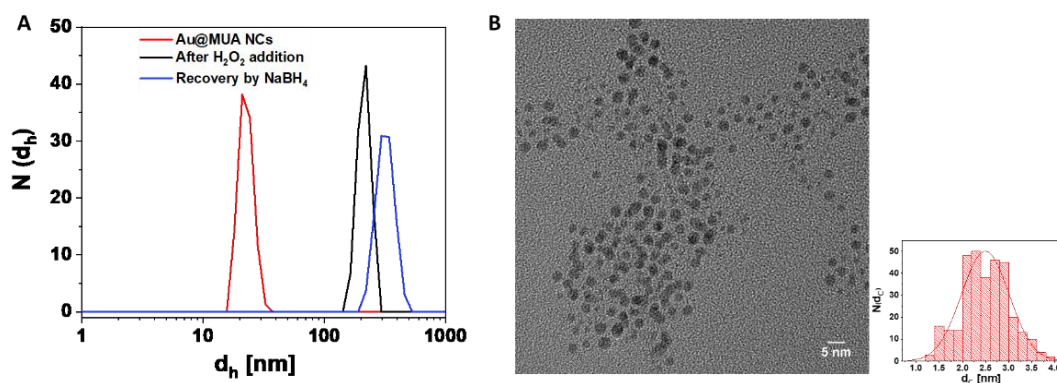 A
50
40
30
20
10
0
N (dₕ)
Au@MUA NCs
After H₂O₂ addition
Recovery by NaBH₄
1
10
100
1000
dₕ [nm]
B
5 nm
50
40
30
20
10
0
N(d_C)
1.0
1.5
2.0
2.5
3.0
3.5
4.0
d_C [nm]